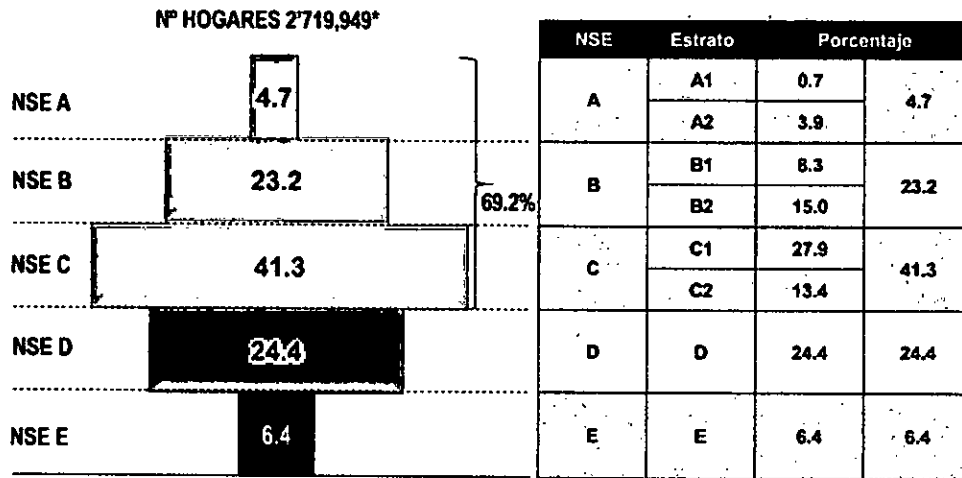 Nº HOGARES 2'719,949*
NSE A
4.7
NSE B
23.2
69.2%
NSE C
41.3
NSE D
24.4
NSE E
6.4
NSE Estrato Porcentaje
A A1 0.7 4.7
A2 3.9
B B1 8.3 23.2
B2 15.0
C C1 27.9 41.3
C2 13.4
D D 24.4 24.4
E E 6.4 6.4